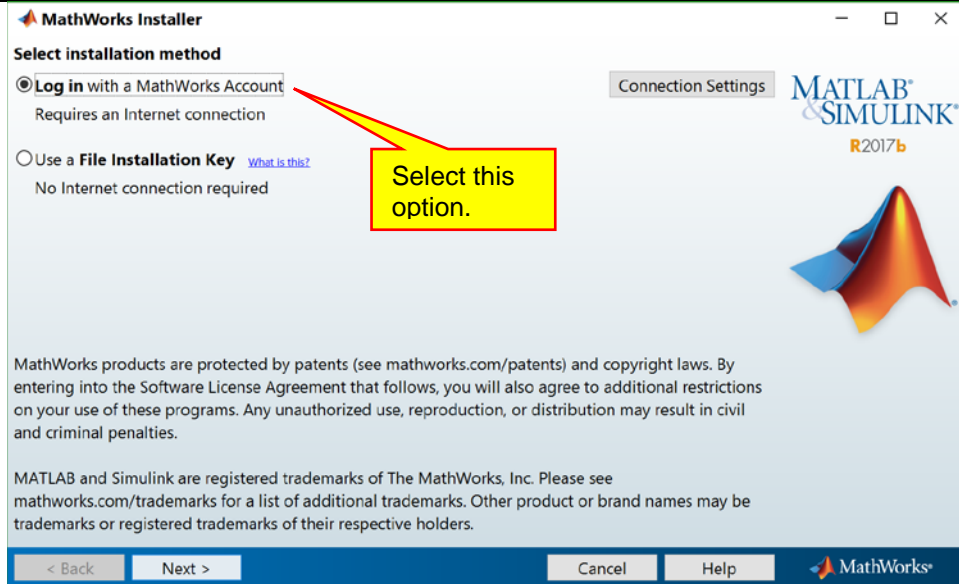 MathWorks Installer
Select installation method
Log in with a MathWorks Account
Connection Settings
Requires an Internet connection
Use a File Installation Key What is this?
No Internet connection required
Select this
option.
MATLAB®
&SIMULINK®
R2017b
MathWorks products are protected by patents (see mathworks.com/patents) and copyright laws. By
entering into the Software License Agreement that follows, you will also agree to additional restrictions
on your use of these programs. Any unauthorized use, reproduction, or distribution may result in civil
and criminal penalties.
MATLAB and Simulink are registered trademarks of The MathWorks, Inc. Please see
mathworks.com/trademarks for a list of additional trademarks. Other product or brand names may be
trademarks or registered trademarks of their respective holders.
< Back Next > Cancel Help MathWorks®